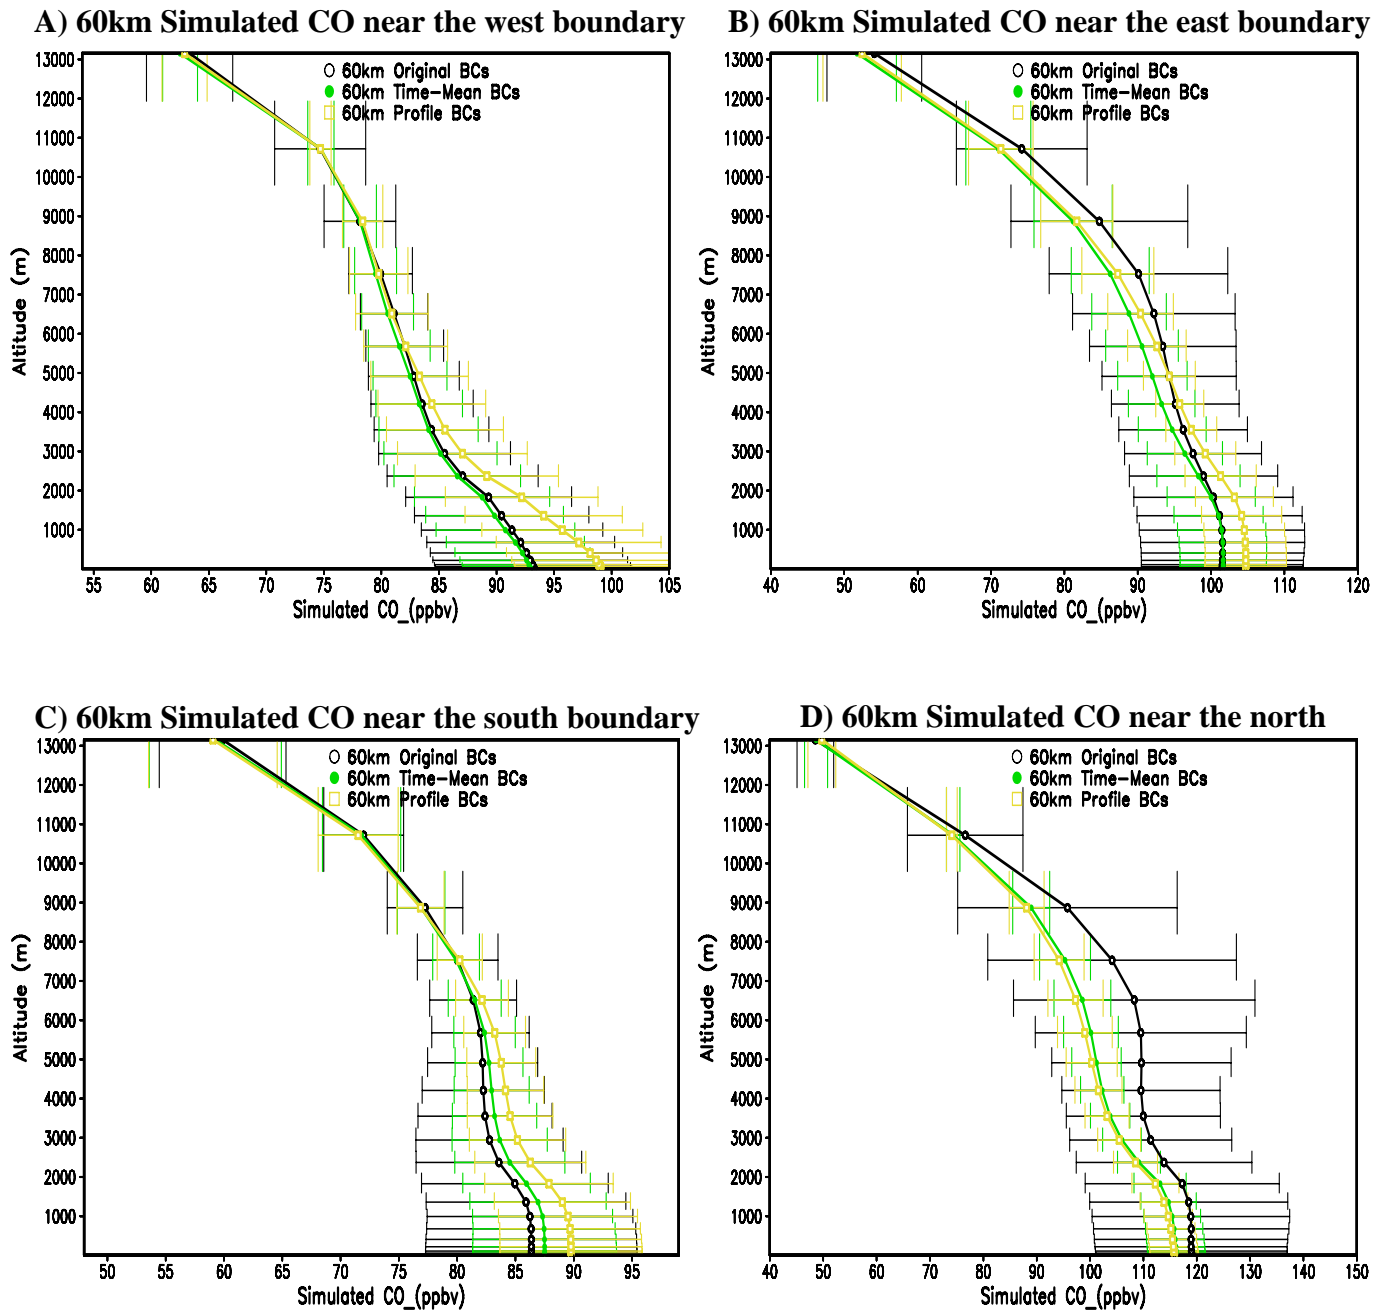 A) 60km Simulated CO near the west boundary
13000
12000
11000
10000
9000
8000
7000
6000
5000
4000
3000
2000
1000
Altitude (m)
60km Original BCs
60km Time-Mean BCs
60km Profile BCs
55 60 65 70 75 80 85 90 95 100 105
Simulated CO_(ppbv)
B) 60km Simulated CO near the east boundary
13000
12000
11000
10000
9000
8000
7000
6000
5000
4000
3000
2000
1000
Altitude (m)
60km Original BCs
60km Time-Mean BCs
60km Profile BCs
40 50 60 70 80 90 100 110 120
Simulated CO_(ppbv)
C) 60km Simulated CO near the south boundary
13000
12000
11000
10000
9000
8000
7000
6000
5000
4000
3000
2000
1000
Altitude (m)
60km Original BCs
60km Time-Mean BCs
60km Profile BCs
50 55 60 65 70 75 80 85 90 95
Simulated CO_(ppbv)
D) 60km Simulated CO near the north
13000
12000
11000
10000
9000
8000
7000
6000
5000
4000
3000
2000
1000
Altitude (m)
60km Original BCs
60km Time-Mean BCs
60km Profile BCs
40 50 60 70 80 90 100 110 120 130 140 150
Simulated CO_(ppbv)